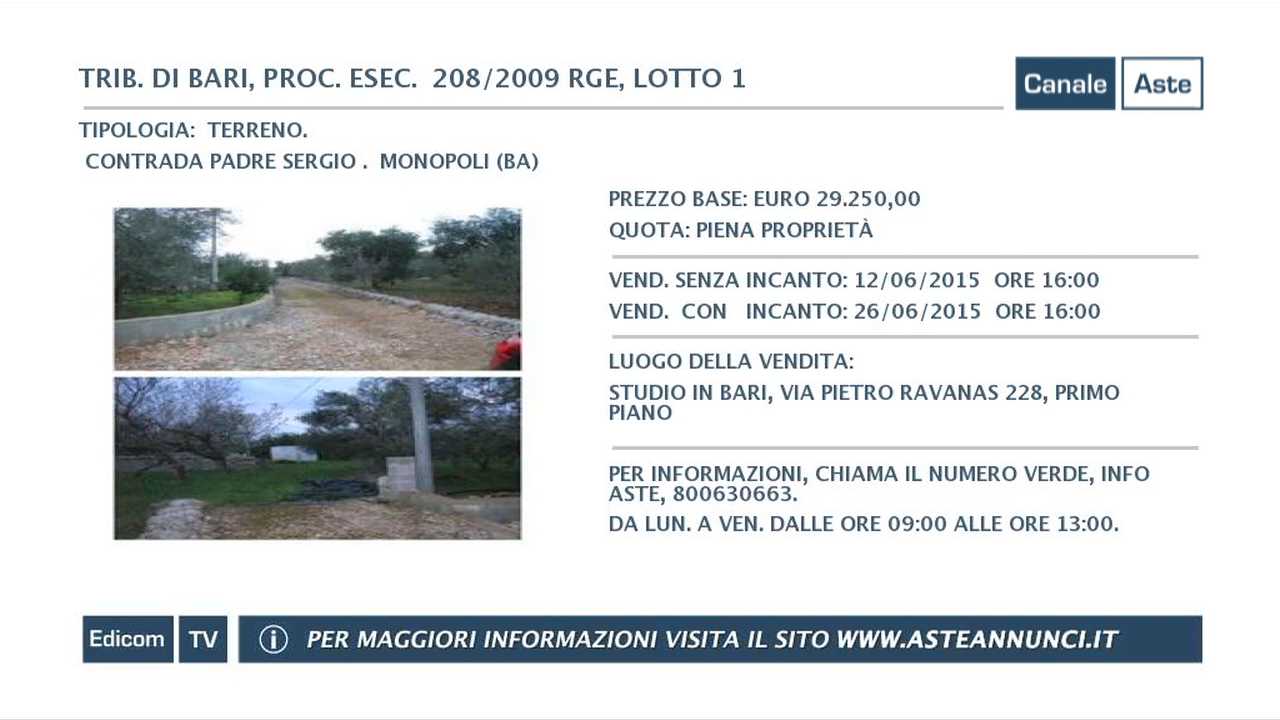 TRIB. DI BARI, PROC. ESEC.  208/2009 RGE, LOTTO 1
Canale Aste
TIPOLOGIA:  TERRENO.
CONTRADA PADRE SERGIO .  MONOPOLI (BA)
PREZZO BASE: EURO 29.250,00
QUOTA: PIENA PROPRIETÀ
VEND. SENZA INCANTO: 12/06/2015  ORE 16:00
VEND.  CON   INCANTO: 26/06/2015  ORE 16:00
LUOGO DELLA VENDITA:
STUDIO IN BARI, VIA PIETRO RAVANAS 228, PRIMO
PIANO
PER INFORMAZIONI, CHIAMA IL NUMERO VERDE, INFO
ASTE, 800630663.
DA LUN. A VEN. DALLE ORE 09:00 ALLE ORE 13:00.
Edicom TV
PER MAGGIORI INFORMAZIONI VISITA IL SITO WWW.ASTEANNUNCI.IT